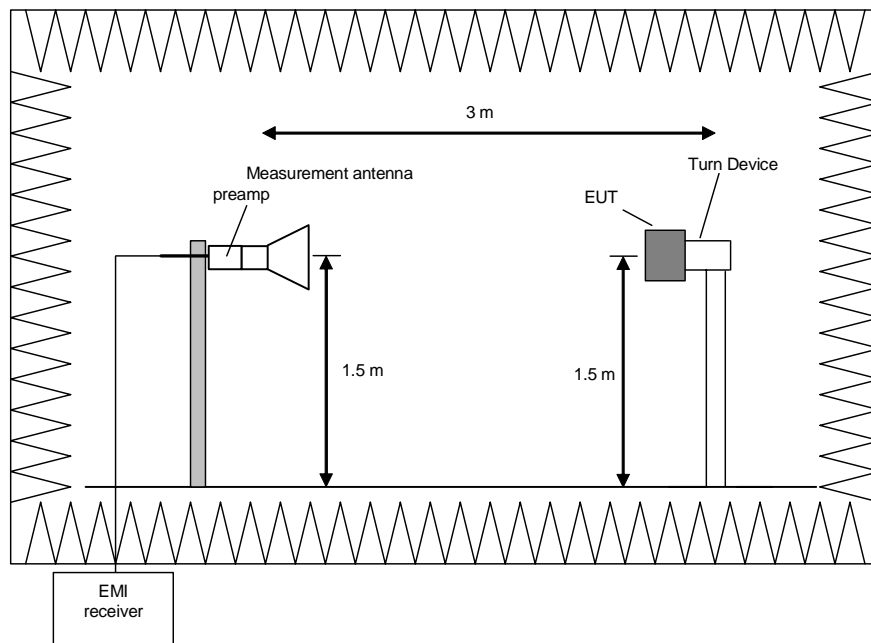 3 m
Measurement antenna
preamp
Turn Device
EUT
1.5 m
1.5 m
EMI
receiver